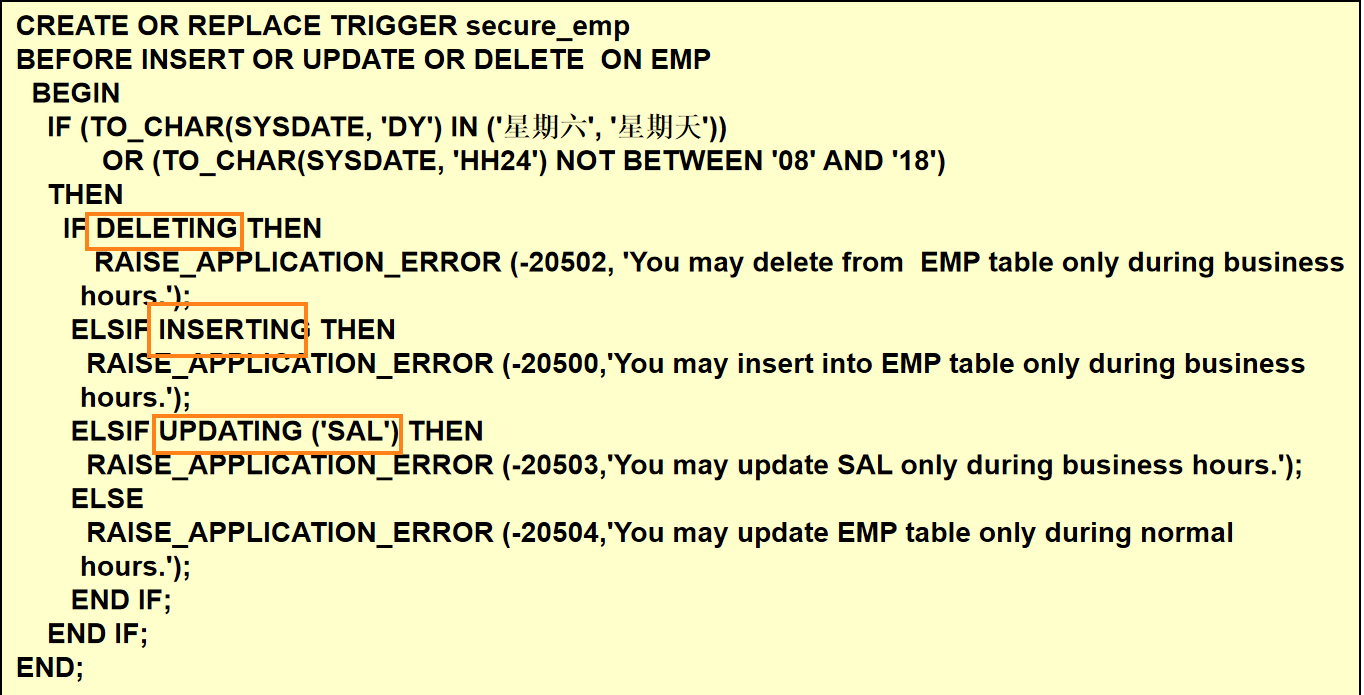 CREATE OR REPLACE TRIGGER secure_emp
BEFORE INSERT OR UPDATE OR DELETE  ON EMP
BEGIN
IF (TO_CHAR(SYSDATE, 'DY') IN ('星期六', '星期天'))
OR (TO_CHAR(SYSDATE, 'HH24') NOT BETWEEN '08' AND '18')
THEN
IF DELETING THEN
RAISE_APPLICATION_ERROR (-20502, 'You may delete from  EMP table only during business
hours.');
ELSIF INSERTING THEN
RAISE_APPLICATION_ERROR (-20500,'You may insert into EMP table only during business
hours.');
ELSIF UPDATING ('SAL') THEN
RAISE_APPLICATION_ERROR (-20503,'You may update SAL only during business hours.');
ELSE
RAISE_APPLICATION_ERROR (-20504,'You may update EMP table only during normal
hours.');
END IF;
END IF;
END;